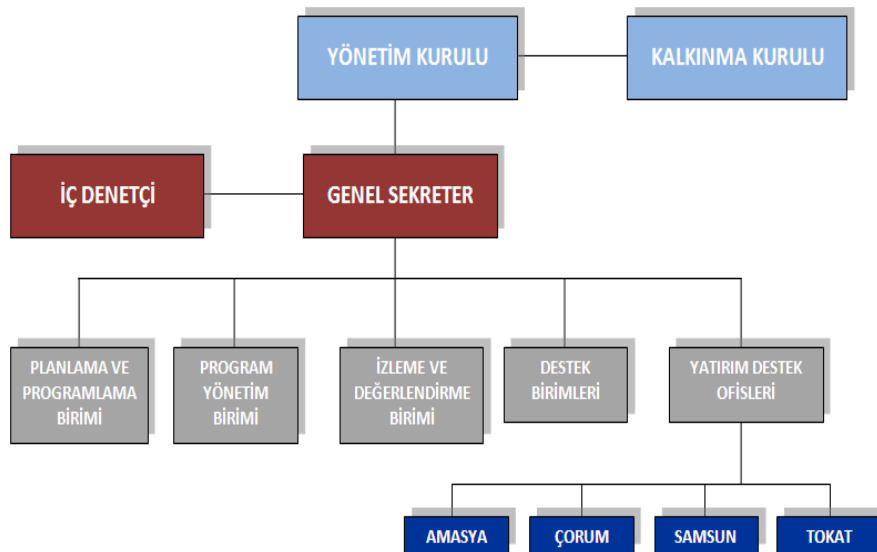 YÖNETİM KURULU
KALKINMA KURULU
İÇ DENETÇİ
GENEL SEKRETER
PLANLAMA VE
PROGRAMLAMA
BİRİMİ
PROGRAM
YÖNETİM
BİRİMİ
İZLEME VE
DEĞERLENDİRME
BİRİMİ
DESTEK
BİRİMLERİ
YATIRIM DESTEK
OFİSLERİ
AMASYA
ÇORUM
SAMSUN
TOKAT